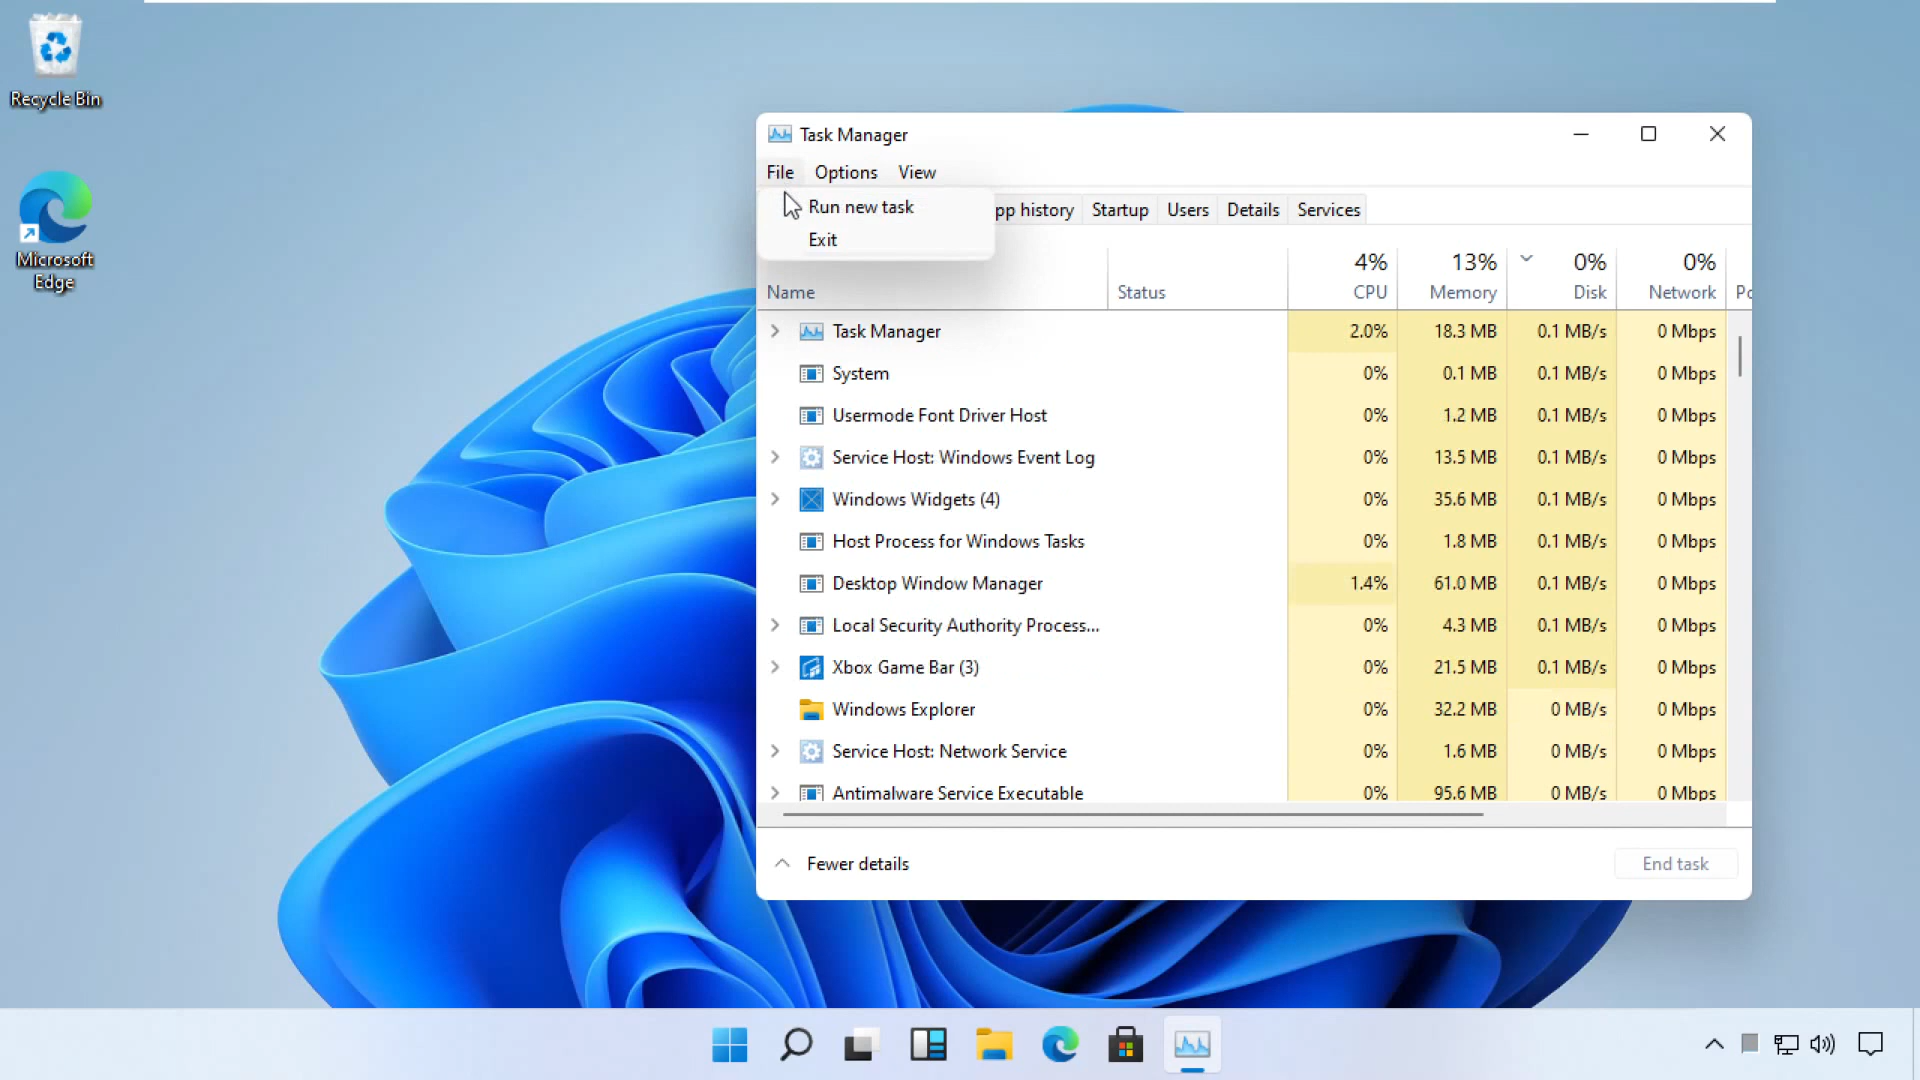 Recycle Bin
Microsoft
Edge
Task Manager
File Options View
Run new task
Exit
pp history Startup Users Details Services
4% 13% 0% 0%
Name Status CPU Memory Disk Network Po
Task Manager 2.0% 18.3 MB 0.1 MB/s 0 Mbps
System 0% 0.1 MB 0.1 MB/s 0 Mbps
Usermode Font Driver Host 0% 1.2 MB 0.1 MB/s 0 Mbps
Service Host: Windows Event Log 0% 13.5 MB 0.1 MB/s 0 Mbps
Windows Widgets (4) 0% 35.6 MB 0.1 MB/s 0 Mbps
Host Process for Windows Tasks 0% 1.8 MB 0.1 MB/s 0 Mbps
Desktop Window Manager 1.4% 61.0 MB 0.1 MB/s 0 Mbps
Local Security Authority Process... 0% 4.3 MB 0.1 MB/s 0 Mbps
Xbox Game Bar (3) 0% 21.5 MB 0.1 MB/s 0 Mbps
Windows Explorer 0% 32.2 MB 0 MB/s 0 Mbps
Service Host: Network Service 0% 1.6 MB 0 MB/s 0 Mbps
Antimalware Service Executable 0% 95.6 MB 0 MB/s 0 Mbps
Fewer details End task